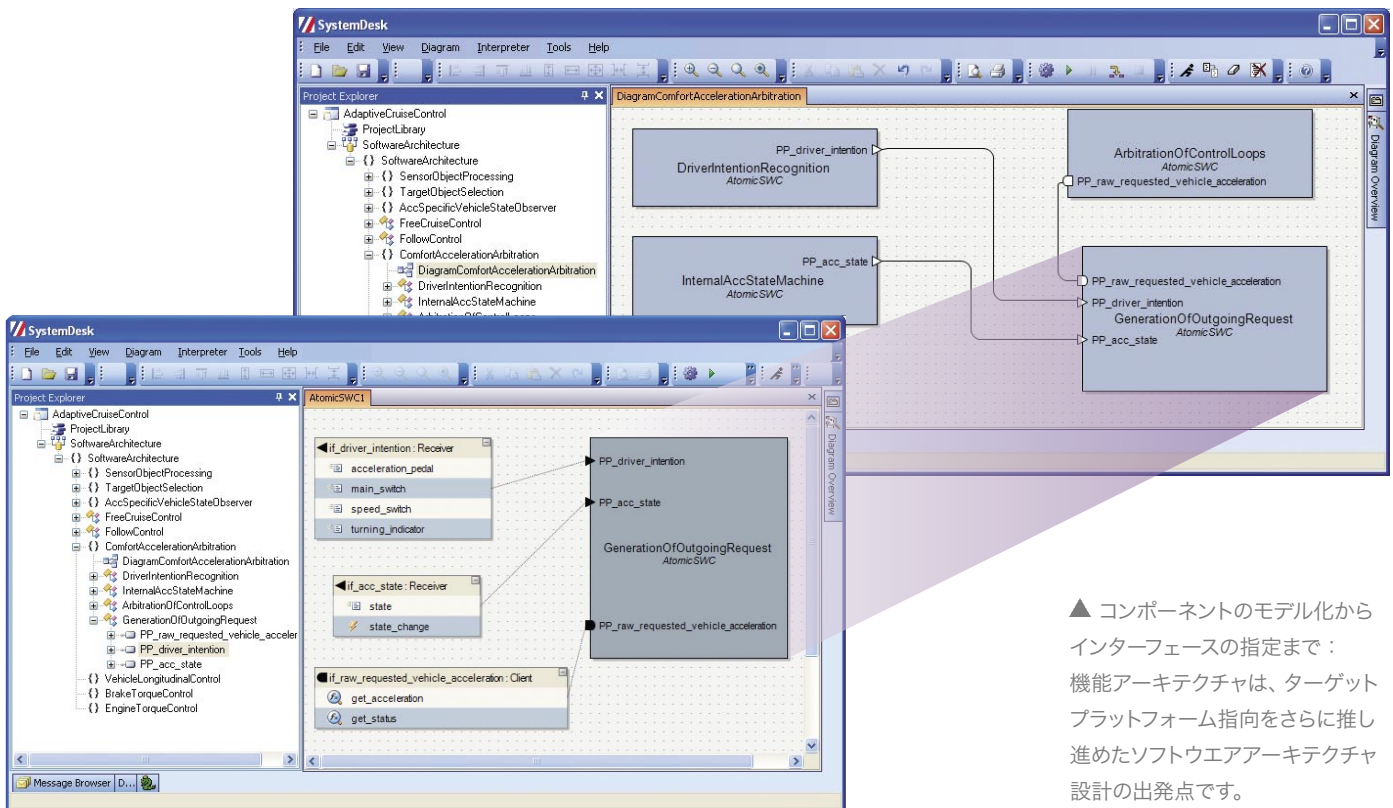 SystemDesk
File Edit View Diagram Interpreter Tools Help
Project Explorer
AdaptiveCruiseControl
ProjectLibrary
SoftwareArchitecture
{} SoftwareArchitecture
{} SensorObjectProcessing
{} TargetObjectSelection
{} AccSpecificVehicleStateObserver
FreeCruiseControl
FollowControl
{} ComfortAccelerationArbitration
DiagramComfortAccelerationArbitration
DriverIntentionRecognition
InternalAccStateMachine
DiagramComfortAccelerationArbitration
PP_driver_intention
DriverIntentionRecognition
AtomicSWC
PP_acc_state
InternalAccStateMachine
AtomicSWC
ArbitrationOfControlLoops
AtomicSWC
PP_raw_requested_vehicle_acceleration
PP_raw_requested_vehicle_acceleration
PP_driver_intention
GenerationOfOutgoingRequest
AtomicSWC
PP_acc_state
Diagram Overview
SystemDesk
File Edit View Diagram Interpreter Tools Help
Project Explorer
AdaptiveCruiseControl
ProjectLibrary
SoftwareArchitecture
{} SoftwareArchitecture
{} SensorObjectProcessing
{} TargetObjectSelection
{} AccSpecificVehicleStateObserver
FreeCruiseControl
FollowControl
{} ComfortAccelerationArbitration
DiagramComfortAccelerationArbitration
DriverIntentionRecognition
InternalAccStateMachine
ArbitrationOfControlLoops
GenerationOfOutgoingRequest
PP_raw_requested_vehicle_acceler
PP_driver_intention
PP_acc_state
{} VehicleLongitudinalControl
{} BrakeTorqueControl
{} EngineTorqueControl
Message Browser D...
AtomicSWC1
if_driver_intention : Receiver
acceleration_pedal
main_switch
speed_switch
turning_indicator
if_acc_state : Receiver
state
state_change
if_raw_requested_vehicle_acceleration : Client
get_acceleration
get_status
PP_driver_intention
PP_acc_state
GenerationOfOutgoingRequest
AtomicSWC
PP_raw_requested_vehicle_acceleration
Diagram Overview
▲ コンポーネントのモデル化から
インターフェースの指定まで：
機能アーキテクチャは、ターゲット
プラットフォーム指向をさらに推し
進めたソフトウエアアーキテクチャ
設計の出発点です。